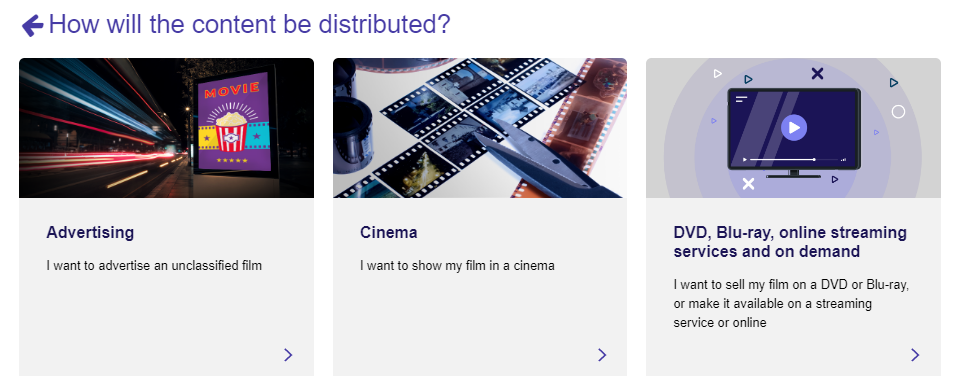 How will the content be distributed?
MOVIE
Advertising
I want to advertise an unclassified film
Cinema
I want to show my film in a cinema
DVD, Blu-ray, online streaming
services and on demand
I want to sell my film on a DVD or Blu-ray,
or make it available on a streaming
service or online